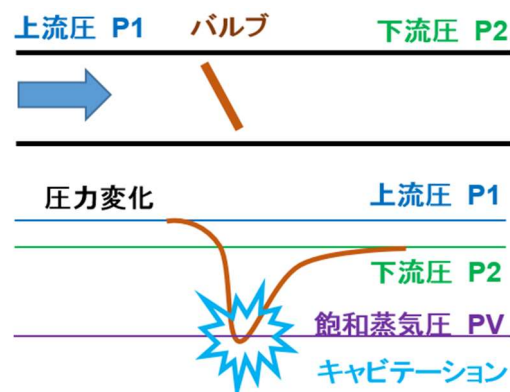 上流圧 P1
バルブ
下流圧 P2
圧力変化
上流圧 P1
下流圧 P2
飽和蒸気圧 PV
キャビテーション